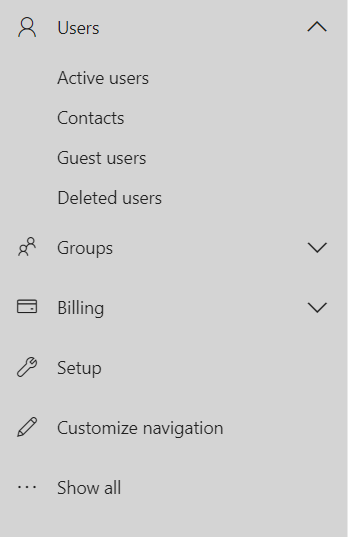 Users
Active users
Contacts
Guest users
Deleted users
Groups
Billing
Setup
Customize navigation
Show all